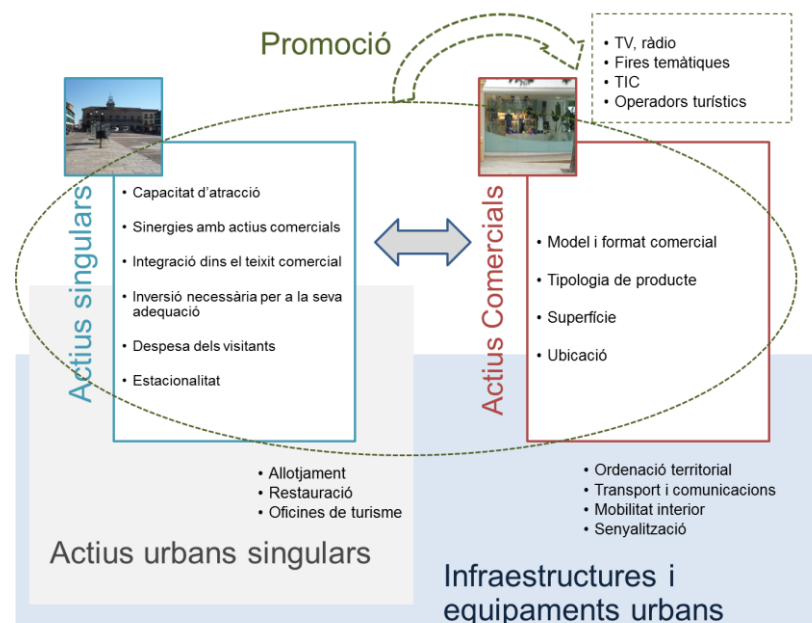 Promoció
• TV, ràdio
• Fires temàtiques
• TIC
• Operadors turístics
Actius singulars
• Capacitat d’atracció
• Sinergies amb actius comercials
• Integració dins el teixit comercial
• Inversió necessària per a la seva
adequació
• Despesa dels visitants
• Estacionalitat
Actius Comercials
• Model i format comercial
• Tipologia de producte
• Superfície
• Ubicació
• Allotjament
• Restauració
• Oficines de turisme
Actius urbans singulars
• Ordenació territorial
• Transport i comunicacions
• Mobilitat interior
• Senyalització
Infraestructures i
equipaments urbans